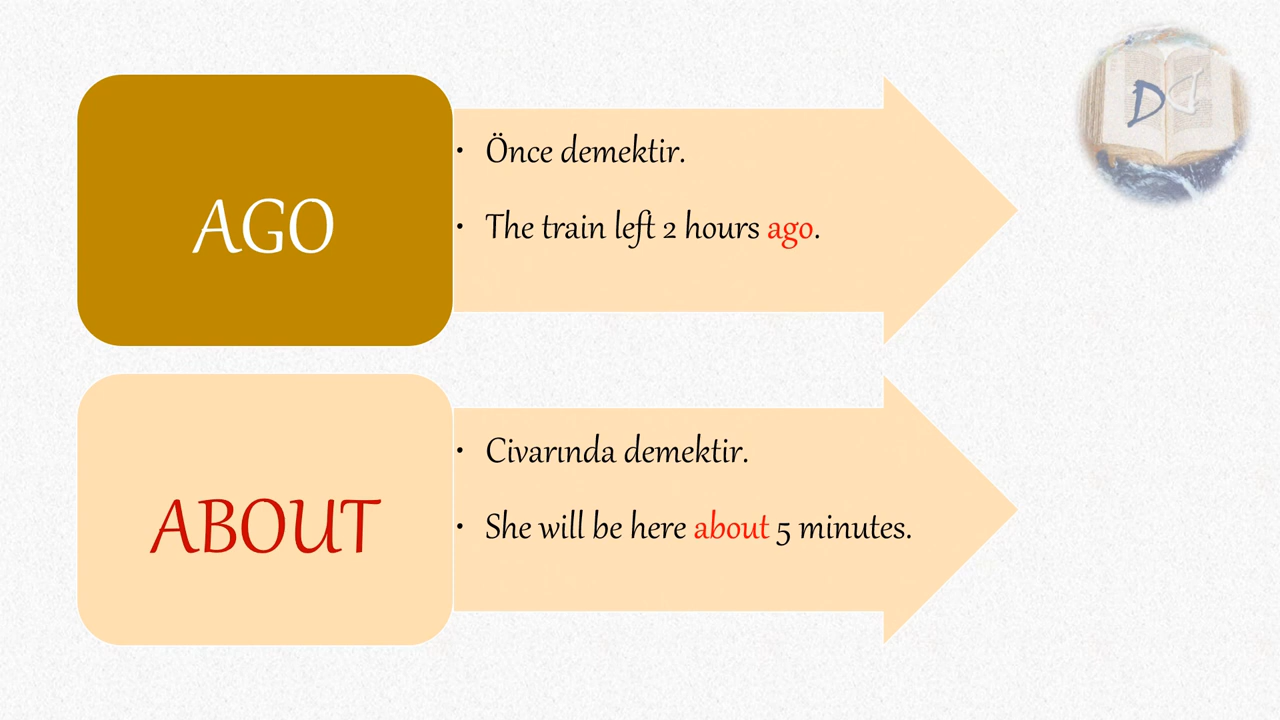 AGO
• Önce demektir.
• The train left 2 hours ago.
ABOUT
• Civarında demektir.
• She will be here about 5 minutes.